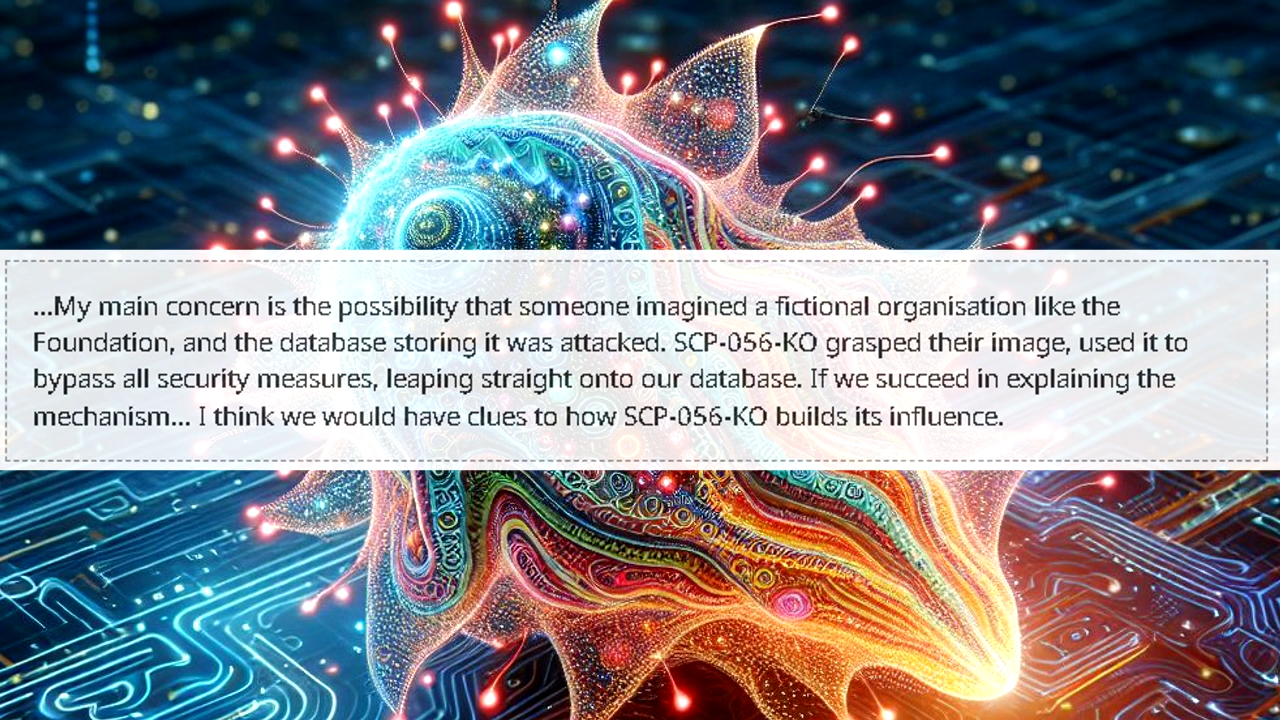 ...My main concern is the possibility that someone imagined a fictional organisation like the
Foundation, and the database storing it was attacked. SCP-056-KO grasped their image, used it to
bypass all security measures, leaping straight onto our database. If we succeed in explaining the
mechanism... I think we would have clues to how SCP-056-KO builds its influence.